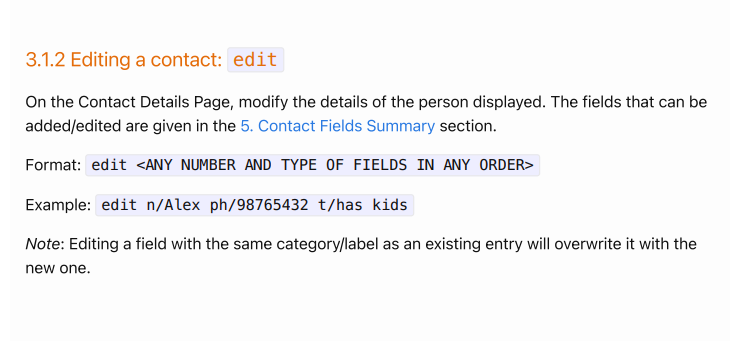 3.1.2 Editing a contact: edit
On the Contact Details Page, modify the details of the person displayed. The fields that can be
added/edited are given in the 5. Contact Fields Summary section.
Format: edit <ANY NUMBER AND TYPE OF FIELDS IN ANY ORDER>
Example: edit n/Alex ph/98765432 t/has kids
Note: Editing a field with the same category/label as an existing entry will overwrite it with the
new one.